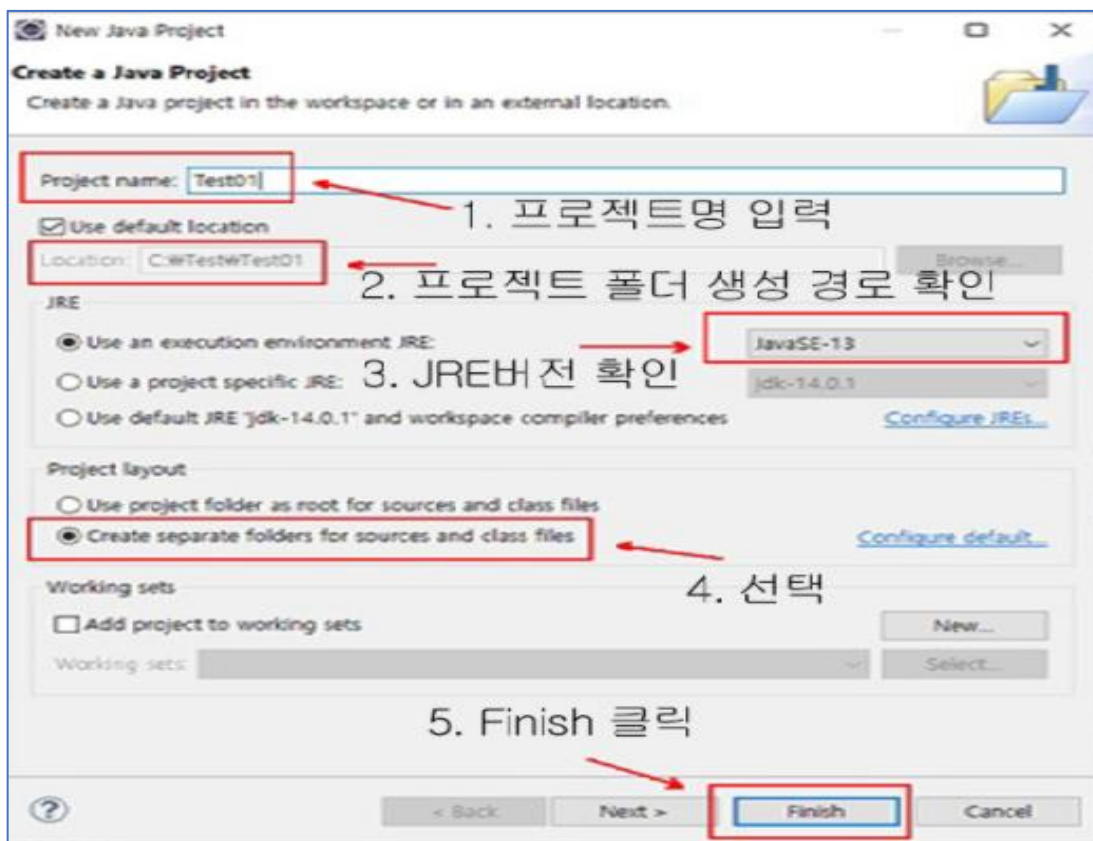 New Java Project
Create a Java Project
Create a Java project in the workspace or in an external location.
Project name: Test01
1. 프로젝트명 입력
Use default location
Location: C:₩Test₩Test01
Browse...
2. 프로젝트 폴더 생성 경로 확인
JRE
Use an execution environment JRE:
JavaSE-13
3. JRE버전 확인
Use a project specific JRE:
jdk-14.0.1
Use default JRE "jdk-14.0.1" and workspace compiler preferences
Configure JREs...
Project layout
Use project folder as root for sources and class files
Create separate folders for sources and class files
Configure default...
4. 선택
Working sets
Add project to working sets
New...
Working sets:
Select...
5. Finish 클릭
?
< Back
Next >
Finish
Cancel